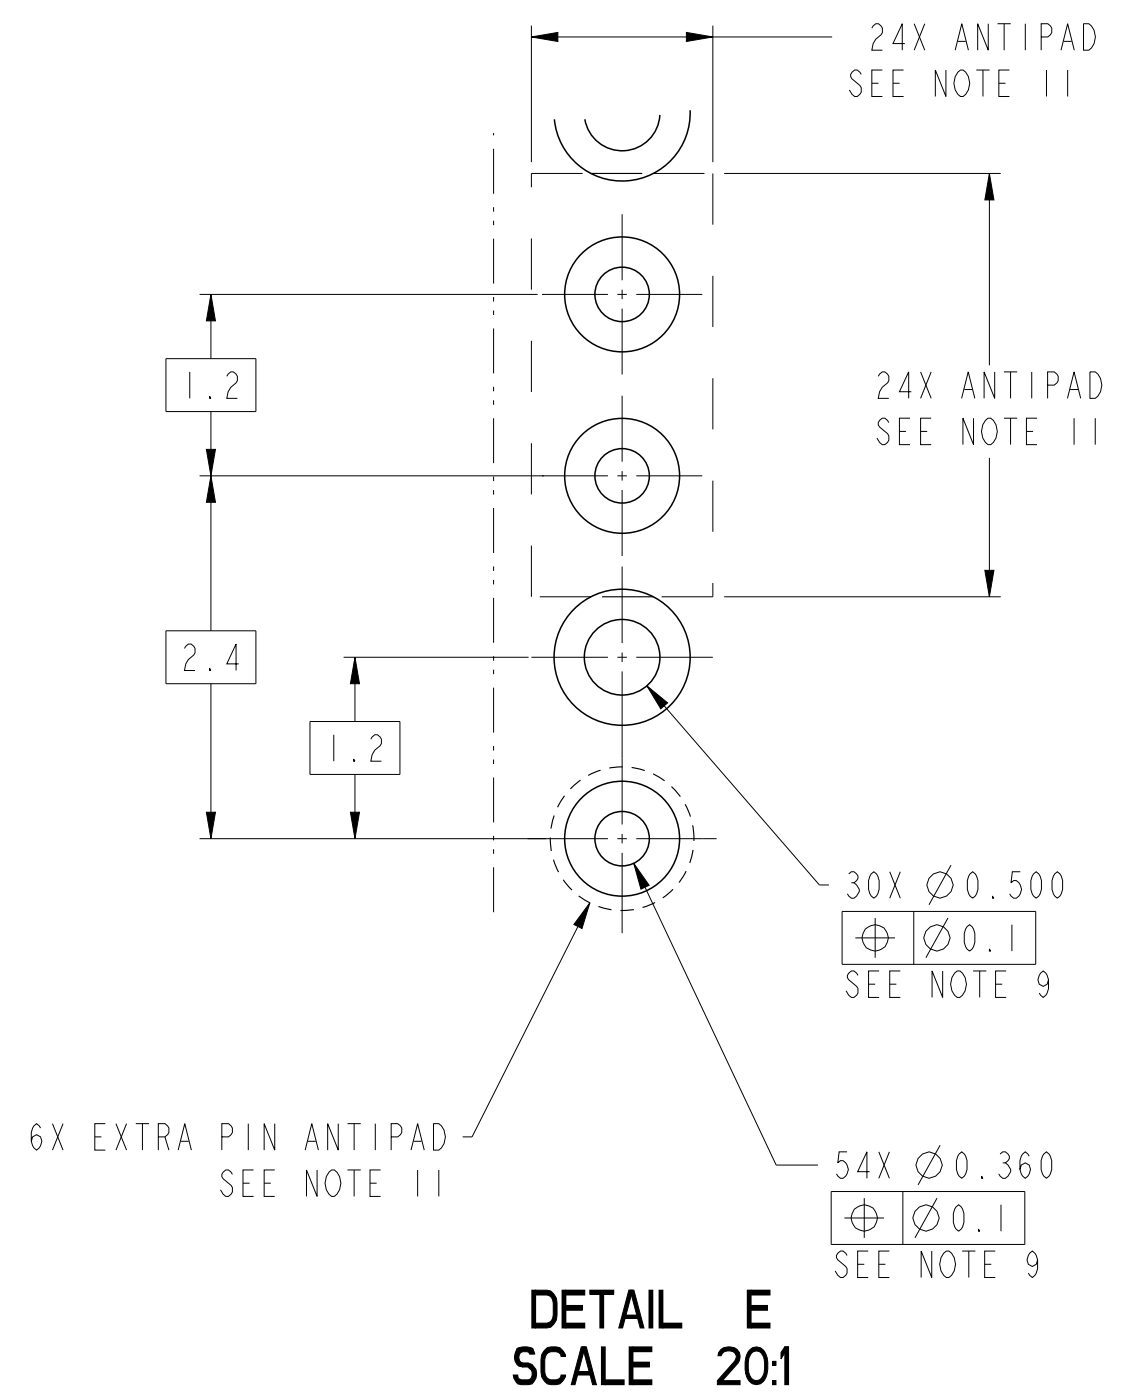 24X ANTIPAD
SEE NOTE 11
1.2
24X ANTIPAD
SEE NOTE 11
2.4
1.2
30X Ø0.500
⌖ Ø0.1
SEE NOTE 9
6X EXTRA PIN ANTIPAD
SEE NOTE 11
54X Ø0.360
⌖ Ø0.1
SEE NOTE 9
DETAIL E
SCALE 20:1